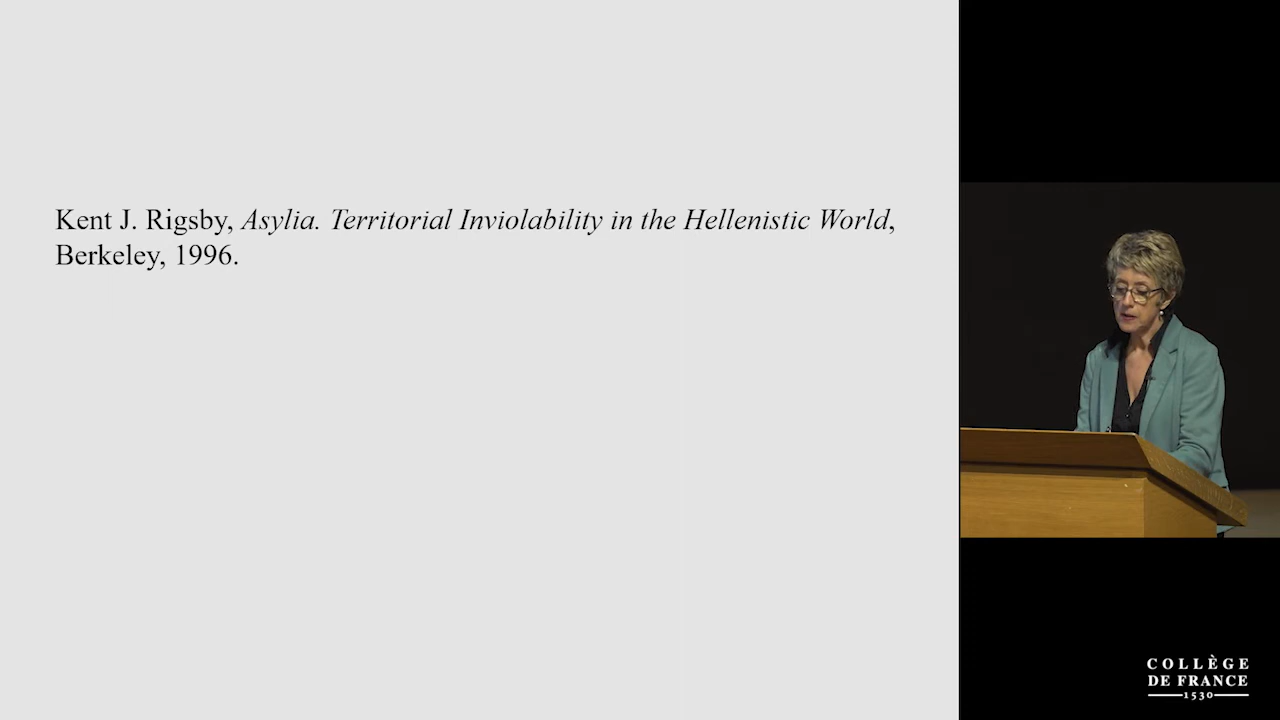 Kent J. Rigsby, Asylia. Territorial Inviolability in the Hellenistic World,
Berkeley, 1996.
COLLÈGE
DE FRANCE
1530